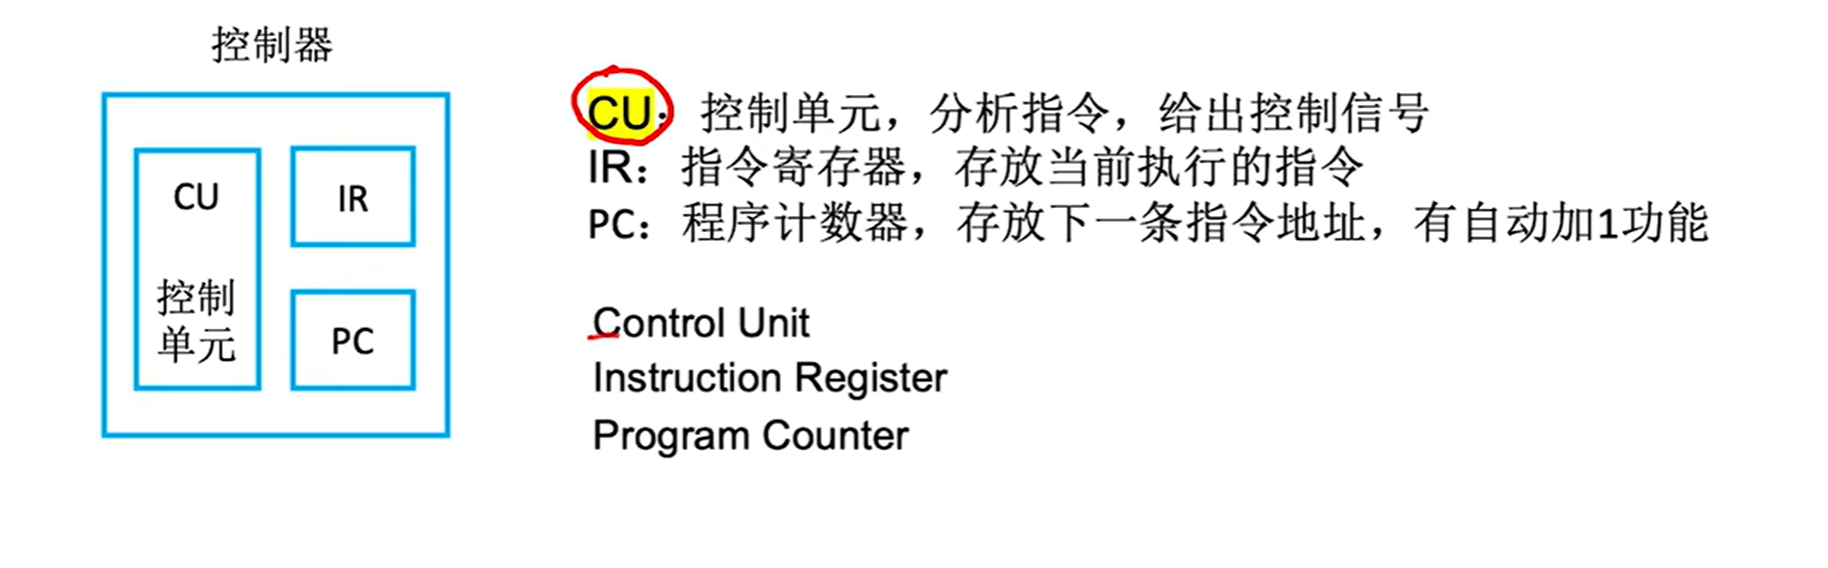 控制器
CU
控制
单元
IR
PC
CU：控制单元，分析指令，给出控制信号
IR：指令寄存器，存放当前执行的指令
PC：程序计数器，存放下一条指令地址，有自动加1功能
Control Unit
Instruction Register
Program Counter